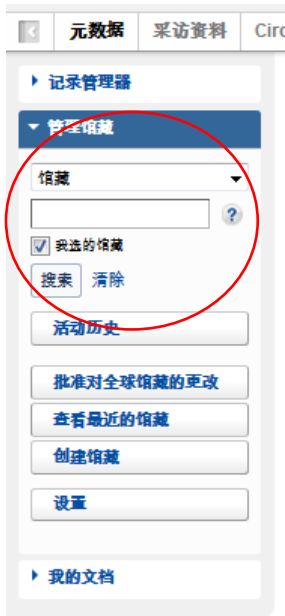 元数据 采访资料 Circ
记录管理器
管理馆藏
馆藏
?
我选的馆藏
搜索 清除
活动历史
批准对全球馆藏的更改
查看最近的馆藏
创建馆藏
设置
我的文档